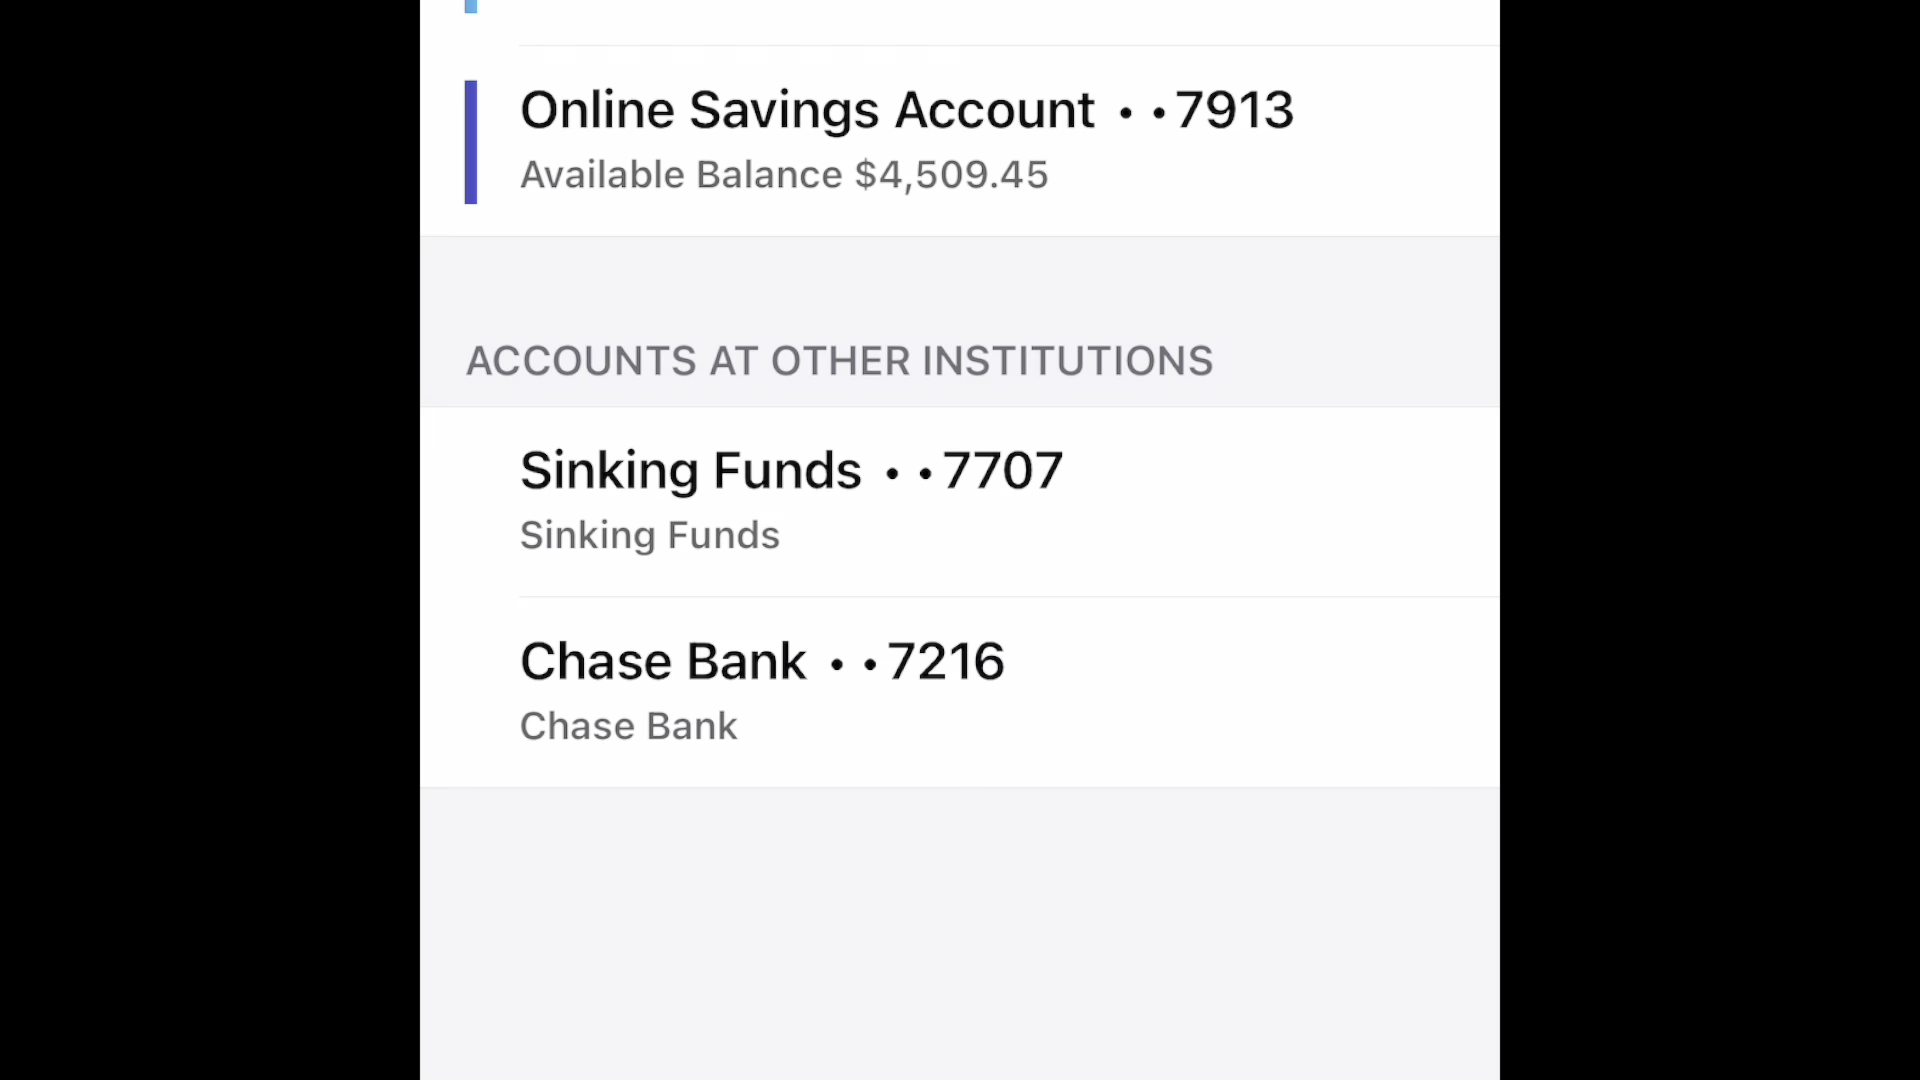 Online Savings Account • •7913
Available Balance $4,509.45
ACCOUNTS AT OTHER INSTITUTIONS
Sinking Funds • •7707
Sinking Funds
Chase Bank • •7216
Chase Bank